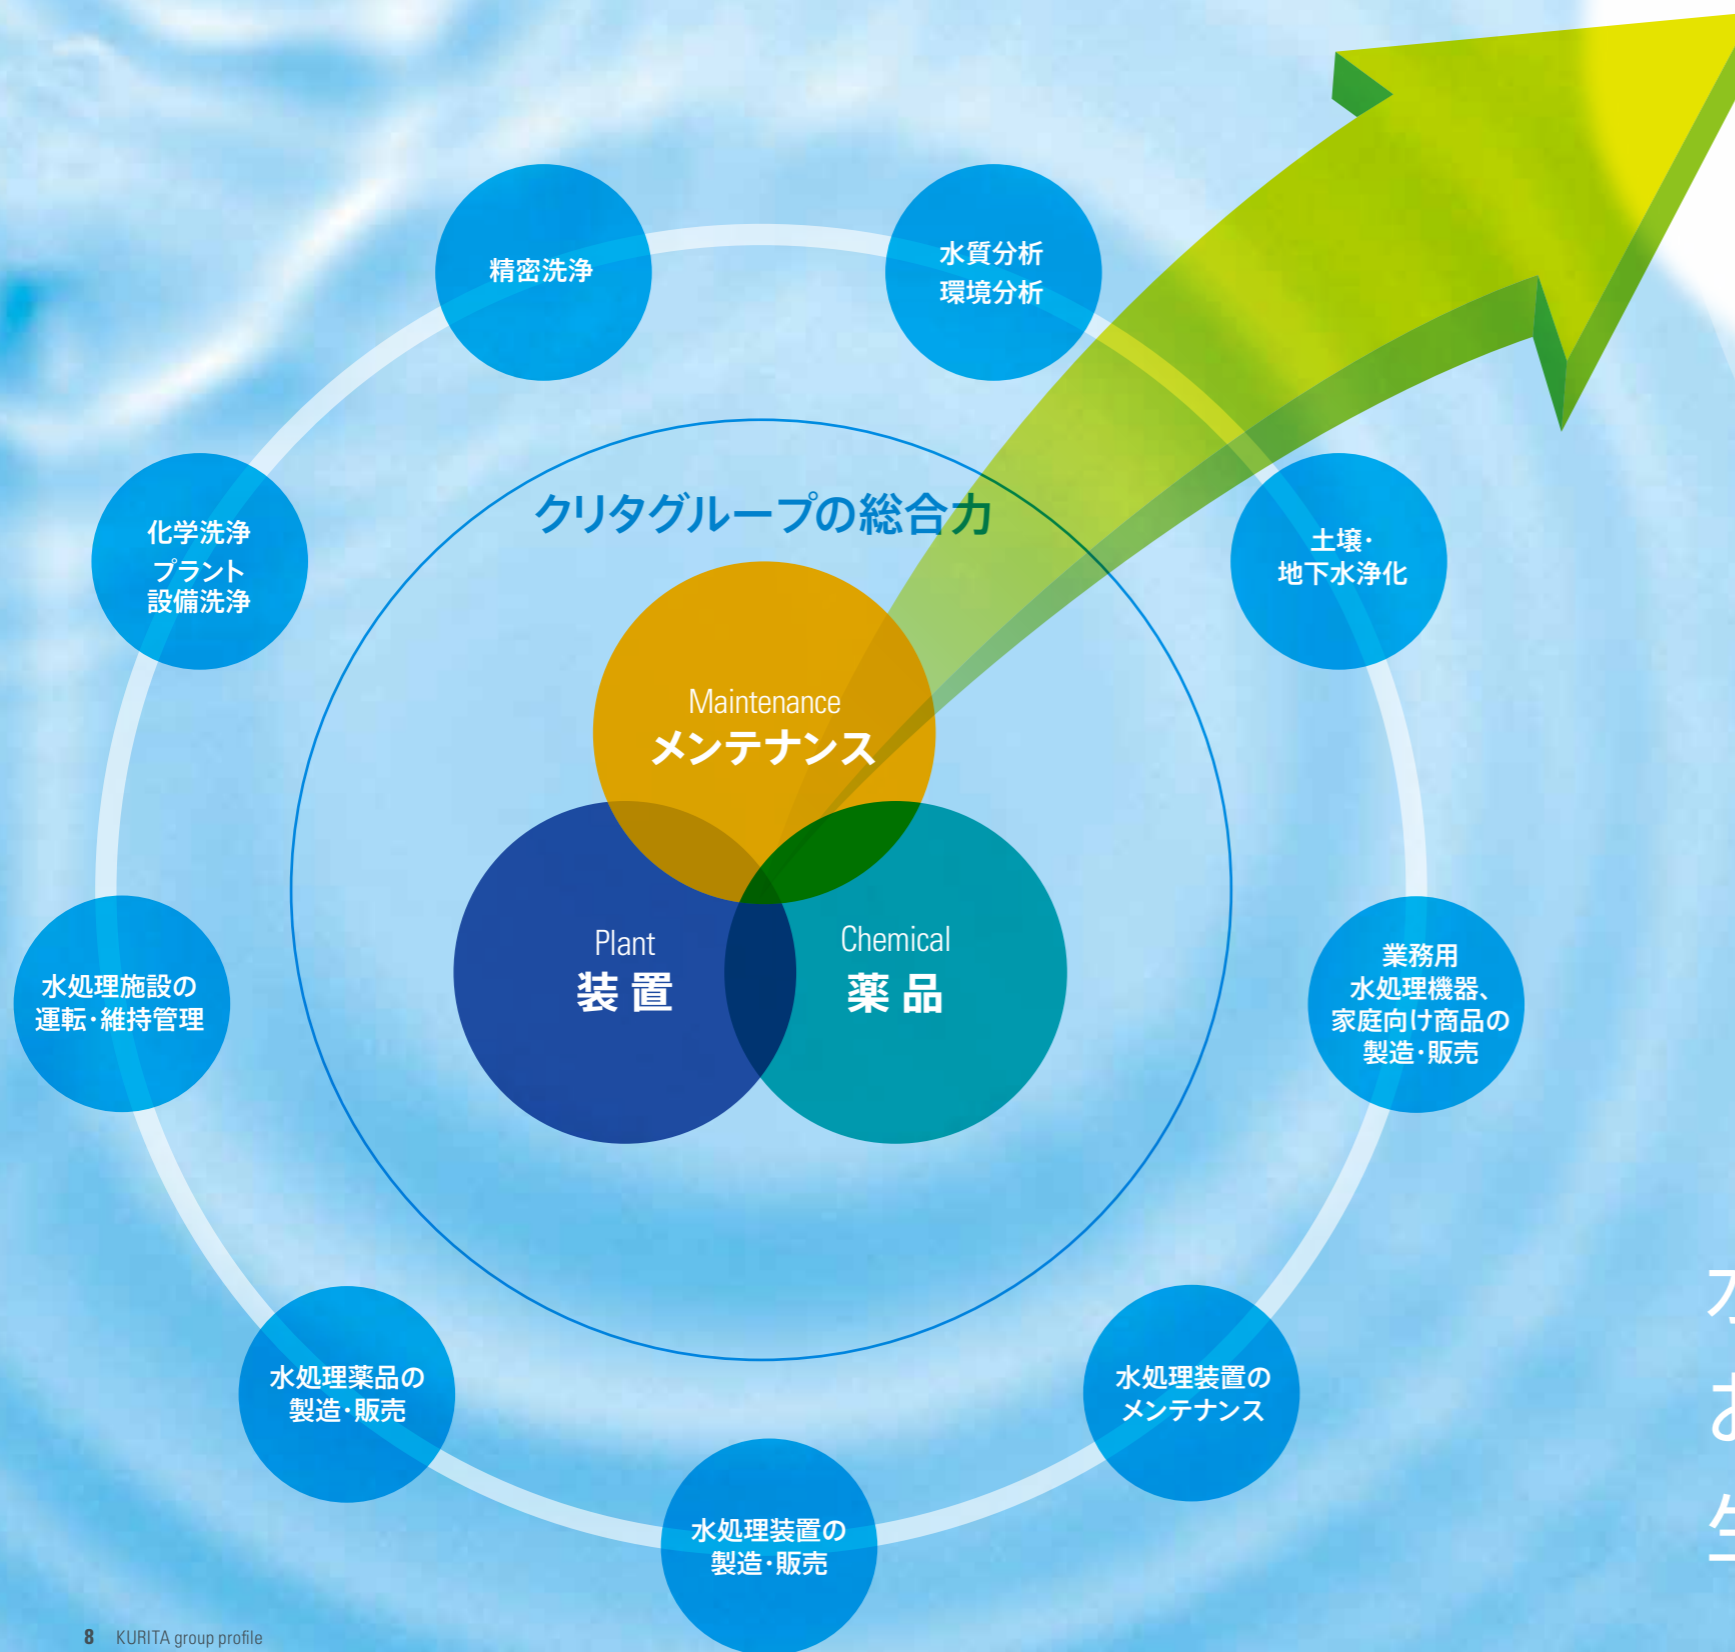 精密洗浄
水質分析
環境分析
化学洗浄
プラント
設備洗浄
クリタグループの総合力
土壌・
地下水浄化
Maintenance
メンテナンス
Plant
装置
Chemical
薬品
水処理施設の
運転・維持管理
業務用
水処理機器、
家庭向け商品の
製造・販売
水処理薬品の
製造・販売
水処理装置の
メンテナンス
水処理装置の
製造・販売
8 KURITA group profile